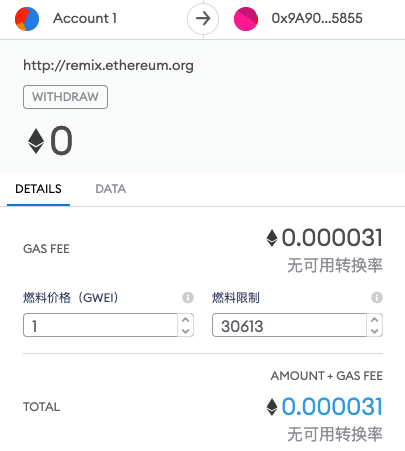 Account 1
0x9A90...5855
http://remix.ethereum.org
WITHDRAW
0
DETAILS
DATA
GAS FEE
0.000031
无可用转换率
燃料价格（GWEI）
燃料限制
1
30613
AMOUNT + GAS FEE
TOTAL
0.000031
无可用转换率